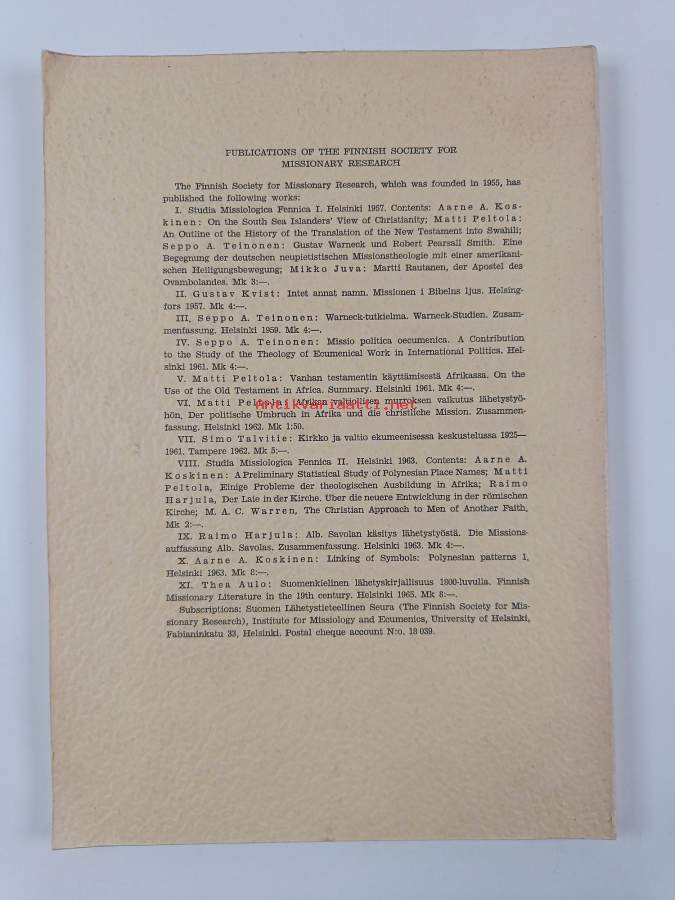 PUBLICATIONS OF THE FINNISH SOCIETY FOR
MISSIONARY RESEARCH
The Finnish Society for Missionary Research, which was founded in 1955, has
published the following works:
I. Studia Missiologica Fennica I. Helsinki 1957. Contents: Aarne A. Kos-
kinen: On the South Sea Islanders' View of Christianity; Matti Peltola:
An Outline of the History of the Translation of the New Testament into Swahili;
Seppo A. Teinonen: Gustav Warneck und Robert Pearsall Smith. Eine
Begegnung der deutschen neupietistischen Missionstheologie mit einer amerikani-
schen Heiligungsbewegung; Mikko Juva: Martti Rautanen, der Apostel des
Ovambolandes. Mk 3:—.
II. Gustav Kvist: Intet annat namn. Missionen i Bibelns ljus. Helsing-
fors 1957. Mk 4:—.
III. Seppo A. Teinonen: Warneck-tutkielma. Warneck-Studien. Zusam-
menfassung. Helsinki 1959. Mk 4:—.
IV. Seppo A. Teinonen: Missio politica oecumenica. A Contribution
to the Study of the Theology of Ecumenical Work in International Politics. Hel-
sinki 1961. Mk 4:—.
V. Matti Peltola: Vanhan testamentin käyttämisestä Afrikassa. On the
Use of the Old Testament in Africa. Summary. Helsinki 1961. Mk 4:—.
VI. Matti Peltola: Afrikan valtiollisen murroksen vaikutus lähetystyö-
Antikvariaatti.net
hön. Der politische Umbruch in Afrika und die christliche Mission. Zusammen-
fassung. Helsinki 1962. Mk 1:50.
VII. Simo Talvitie: Kirkko ja valtio ekumeenisessa keskustelussa 1925—
1961. Tampere 1962. Mk 5:—.
VIII. Studia Missiologica Fennica II. Helsinki 1963. Contents: Aarne A.
Koskinen: A Preliminary Statistical Study of Polynesian Place Names; Matti
Peltola, Einige Probleme der theologischen Ausbildung in Afrika; Raimo
Harjula, Der Laie in der Kirche. Über die neuere Entwicklung in der römischen
Kirche; M. A. C. Warren, The Christian Approach to Men of Another Faith.
Mk 2:—.
IX. Raimo Harjula: Alb. Savolan käsitys lähetystyöstä. Die Missions-
auffassung Alb. Savolas. Zusammenfassung. Helsinki 1963. Mk 4:—.
X. Aarne A. Koskinen: Linking of Symbols: Polynesian patterns 1.
Helsinki 1963. Mk 8:—.
XI. Thea Aulo: Suomenkielinen lähetyskirjallisuus 1800-luvulla. Finnish
Missionary Literature in the 19th century. Helsinki 1965. Mk 8:—.
Subscriptions: Suomen Lähetystieteellinen Seura (The Finnish Society for Mis-
sionary Research), Institute for Missiology and Ecumenics, University of Helsinki,
Fabianinkatu 33, Helsinki. Postal cheque account N:o. 18 039.